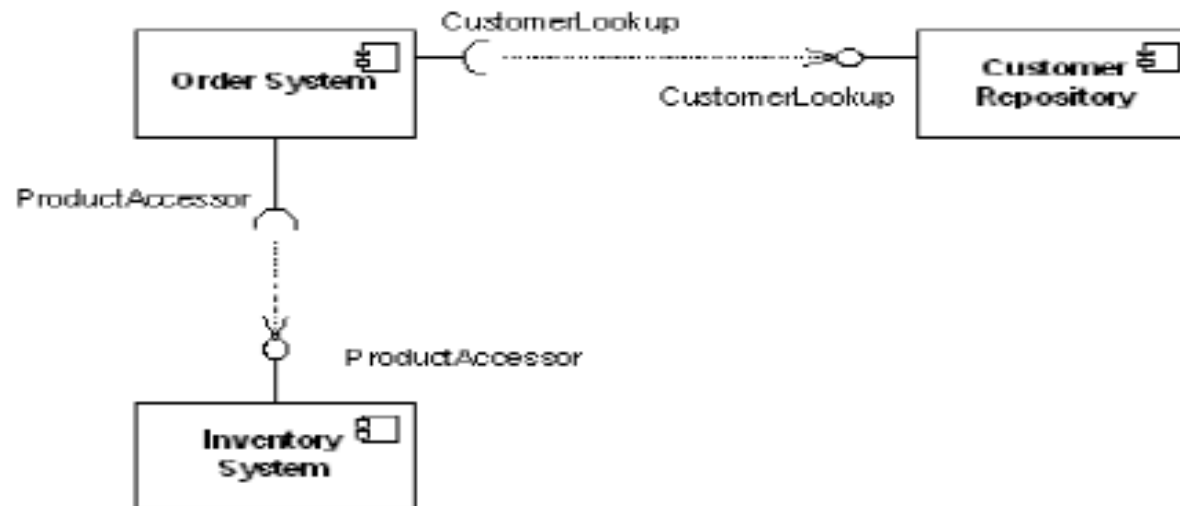 CustomerLookup
Order System
Customer
Repository
CustomerLookup
ProductAccessor
ProductAccessor
Inventory
System